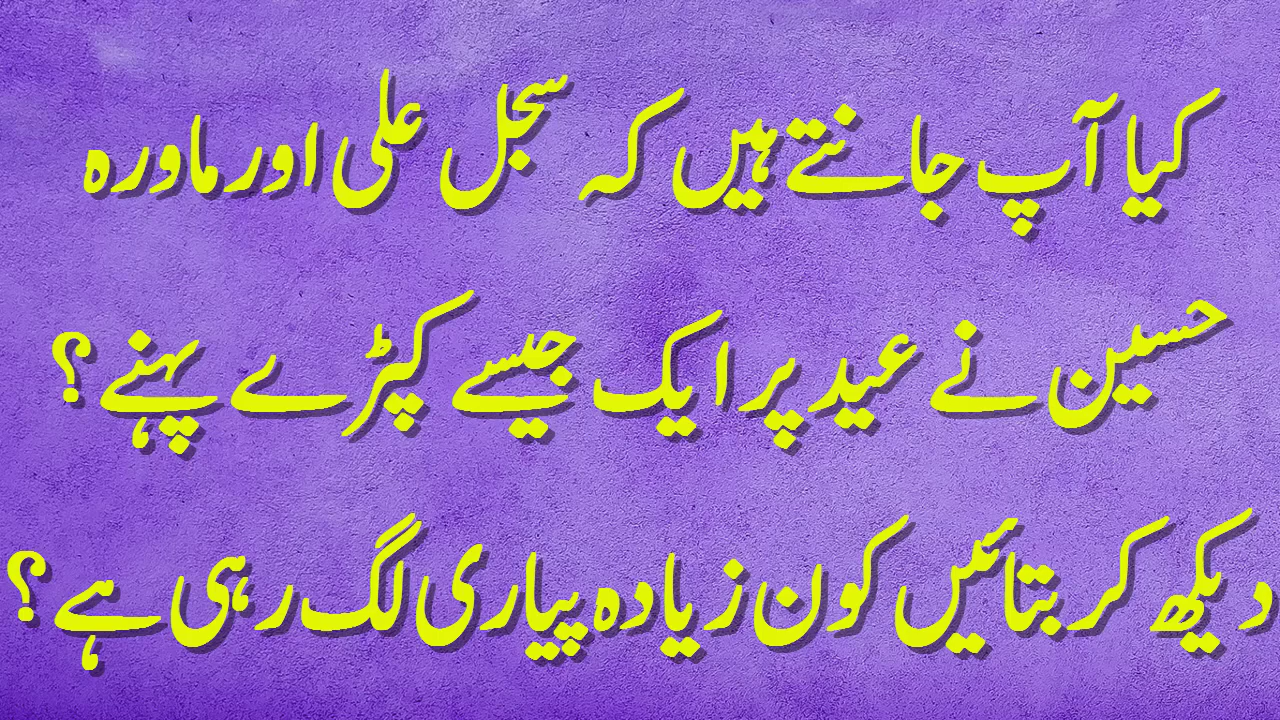 کیا آپ جانتے ہیں کہ سجل علی اور ماورہ
حسین نے عید پر ایک جیسے کپڑے پہنے؟
دیکھ کر بتائیں کون زیادہ پیاری لگ رہی ہے؟